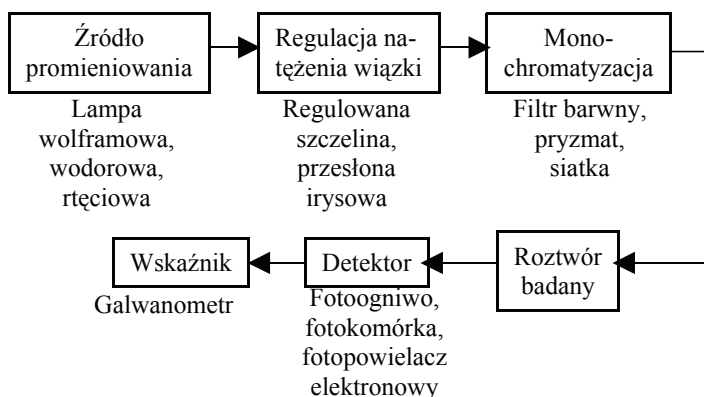 Źródło
promieniowania
Regulacja na-
tężenia wiązki
Mono-
chromatyzacja
Lampa
wolframowa,
wodorowa,
rtęciowa
Regulowana
szczelina,
przesłona
irysowa
Filtr barwny,
pryzmat,
siatka
Wskaźnik
Detektor
Roztwór
badany
Galwanometr
Fotoogniwo,
fotokomórka,
fotopowielacz
elektronowy